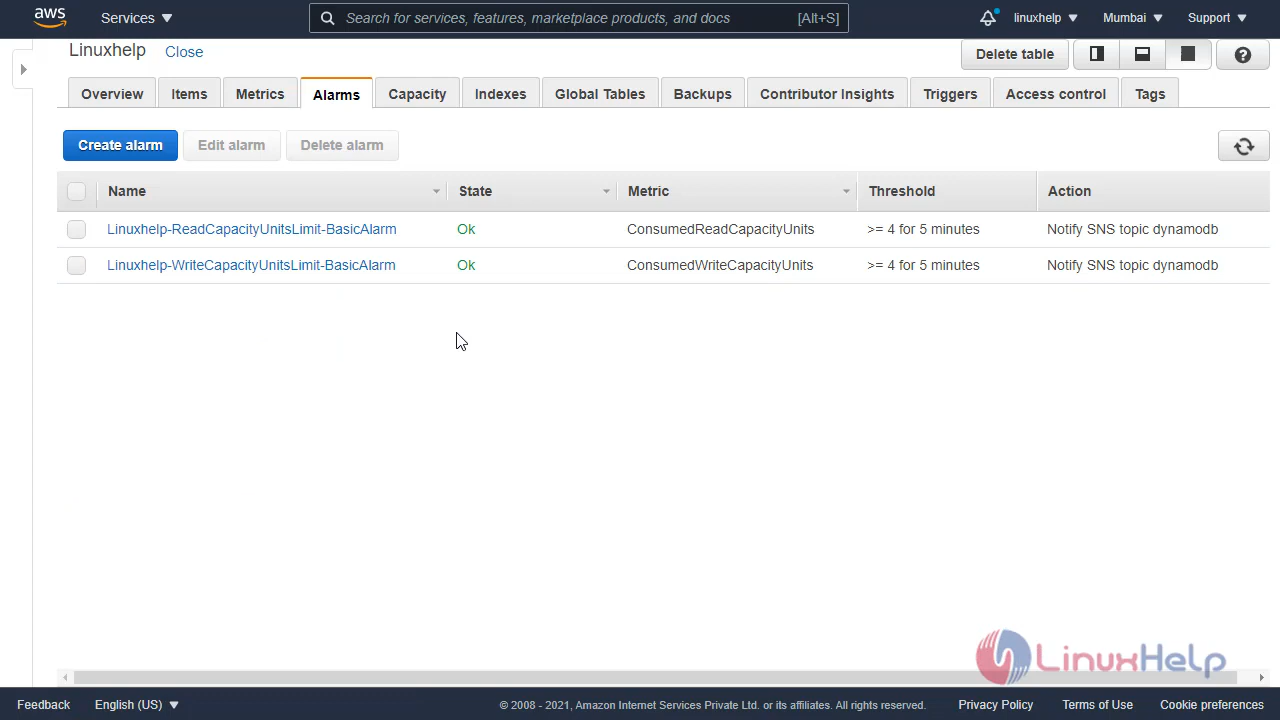 aws Services Search for services, features, marketplace products, and docs [Alt+S] linuxhelp Mumbai Support
Linuxhelp Close Delete table
Overview Items Metrics Alarms Capacity Indexes Global Tables Backups Contributor Insights Triggers Access control Tags
Create alarm Edit alarm Delete alarm
Name State Metric Threshold Action
Linuxhelp-ReadCapacityUnitsLimit-BasicAlarm Ok ConsumedReadCapacityUnits >= 4 for 5 minutes Notify SNS topic dynamodb
Linuxhelp-WriteCapacityUnitsLimit-BasicAlarm Ok ConsumedWriteCapacityUnits >= 4 for 5 minutes Notify SNS topic dynamodb
LinuxHelp
Feedback English (US) © 2008 - 2021, Amazon Internet Services Private Ltd. or its affiliates. All rights reserved. Privacy Policy Terms of Use Cookie preferences